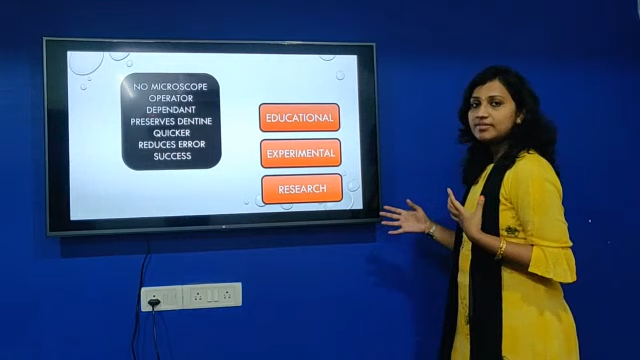 NO MICROSCOPE
OPERATOR
DEPENDANT
PRESERVES DENTINE
QUICKER
REDUCES ERROR
SUCCESS
EDUCATIONAL
EXPERIMENTAL
RESEARCH